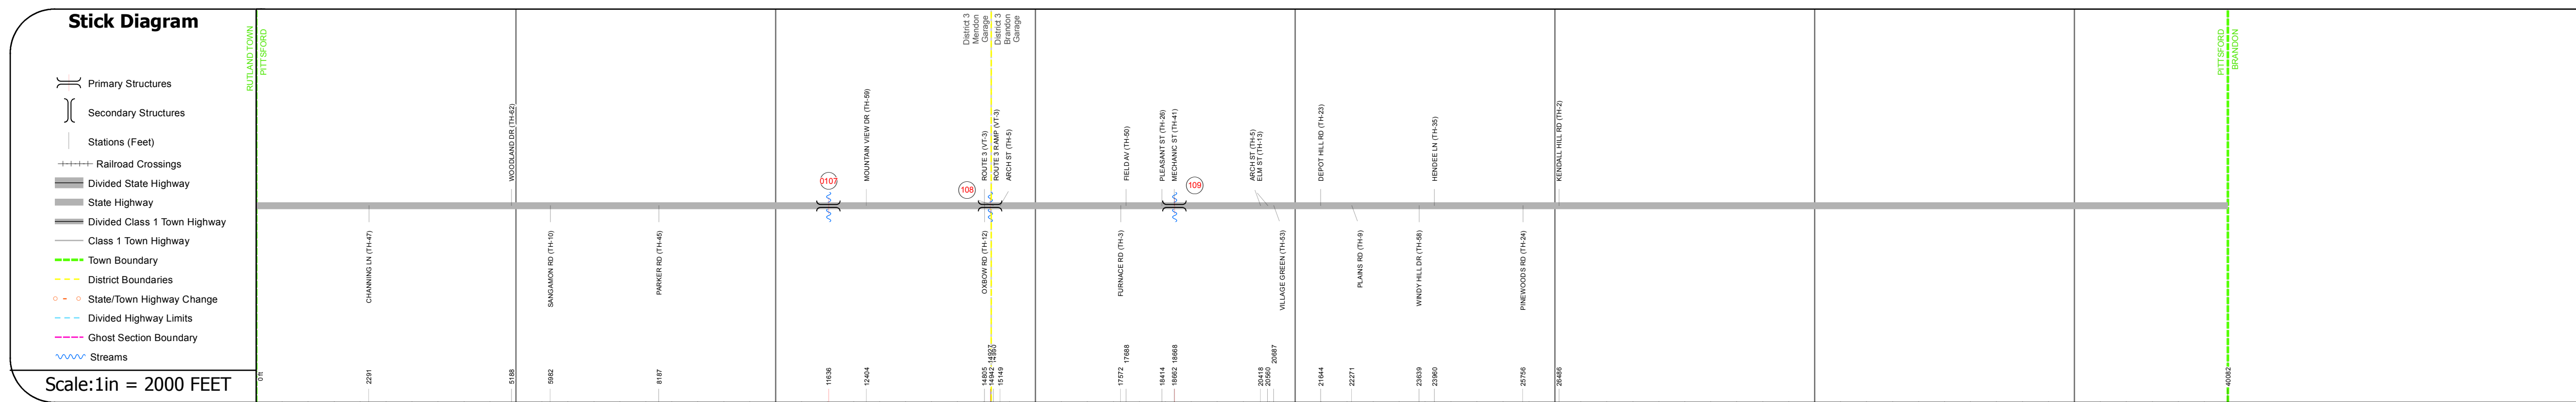 Stick Diagram
Primary Structures
Secondary Structures
Stations (Feet)
Railroad Crossings
Divided State Highway
State Highway
Divided Class 1 Town Highway
Class 1 Town Highway
Town Boundary
District Boundaries
State/Town Highway Change
Divided Highway Limits
Ghost Section Boundary
Streams
Scale:1in = 2000 FEET
RUTLAND TOWN
PITTSFORD
District 3
Mendon
Garage
District 3
Brandon
Garage
PITTSFORD
BRANDON
WOODLAND DR (TH-62)
MOUNTAIN VIEW DR (TH-59)
ROUTE 3 (VT-3)
ROUTE 3 RAMP (VT-3)
ARCH ST (TH-5)
FIELD AV (TH-50)
PLEASANT ST (TH-26)
MECHANIC ST (TH-41)
ARCH ST (TH-5)
ELM ST (TH-13)
DEPOT HILL RD (TH-23)
HENDEE LN (TH-35)
KENDALL HILL RD (TH-2)
0107
108
109
CHANNING LN (TH-47)
SANGAMON RD (TH-10)
PARKER RD (TH-45)
OXBOW RD (TH-12)
FURNACE RD (TH-3)
VILLAGE GREEN (TH-53)
PLAINS RD (TH-9)
WINDY HILL DR (TH-58)
PINEWOODS RD (TH-24)
0 ft
2291
5188
5982
8187
11636
12404
14805
14927
14942
14990
15149
17572
17688
18414
18662
18668
20418
20560
20687
21644
22271
23639
23960
25756
26486
40082